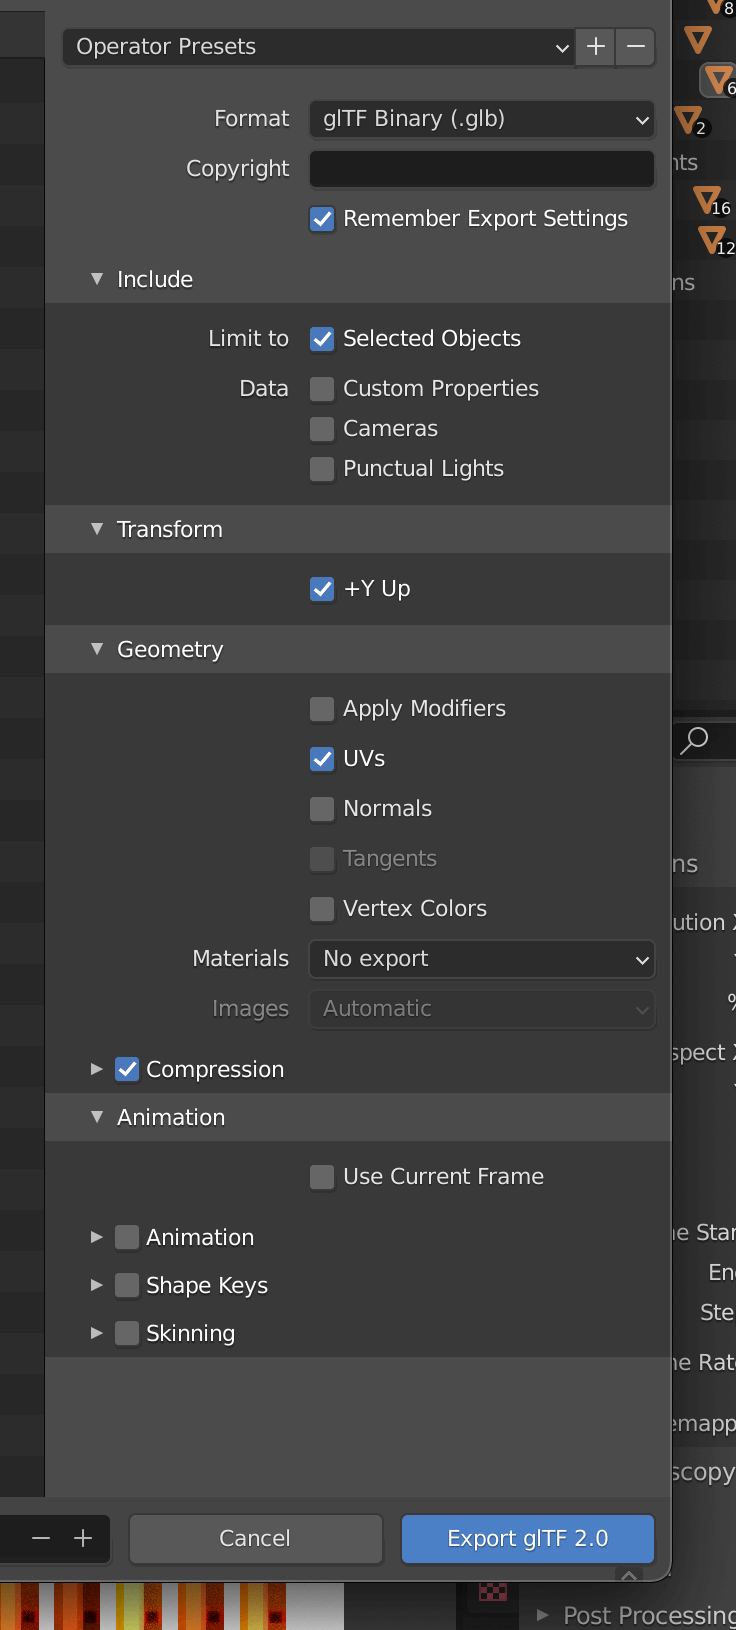 Operator Presets
8
6
Format glTF Binary (.glb)
2
Copyright
nts
Remember Export Settings
16
12
Include
ns
Limit to Selected Objects
Data Custom Properties
Cameras
Punctual Lights
Transform
+Y Up
Geometry
Apply Modifiers
UVs
Normals
Tangents
ns
Vertex Colors
ution X
Materials No export
%
Images Automatic
spect X
Compression
Animation
Use Current Frame
Animation
ne Star
En
Shape Keys
Ste
Skinning
ne Rat
emapp
scopy
Cancel Export glTF 2.0
Post Processing